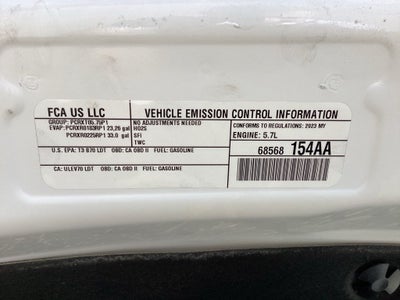 FCA US LLC
VEHICLE EMISSION CONTROL INFORMATION
GROUP: PCRXT05.75P1
EVAP: PCRXR0183RP1 23,26 gal
PCRXR0225RP1 33.0 gal
NO ADJUSTMENTS NEEDED
HO2S
SFI
TWC
CONFORMS TO REGULATIONS: 2023 MY
ENGINE: 5.7L
U.S. EPA: T3 B70 LDT OBD: CA OBD II FUEL: GASOLINE
CA: ULEV70 LDT OBD: CA OBD II FUEL: GASOLINE
68568 154AA